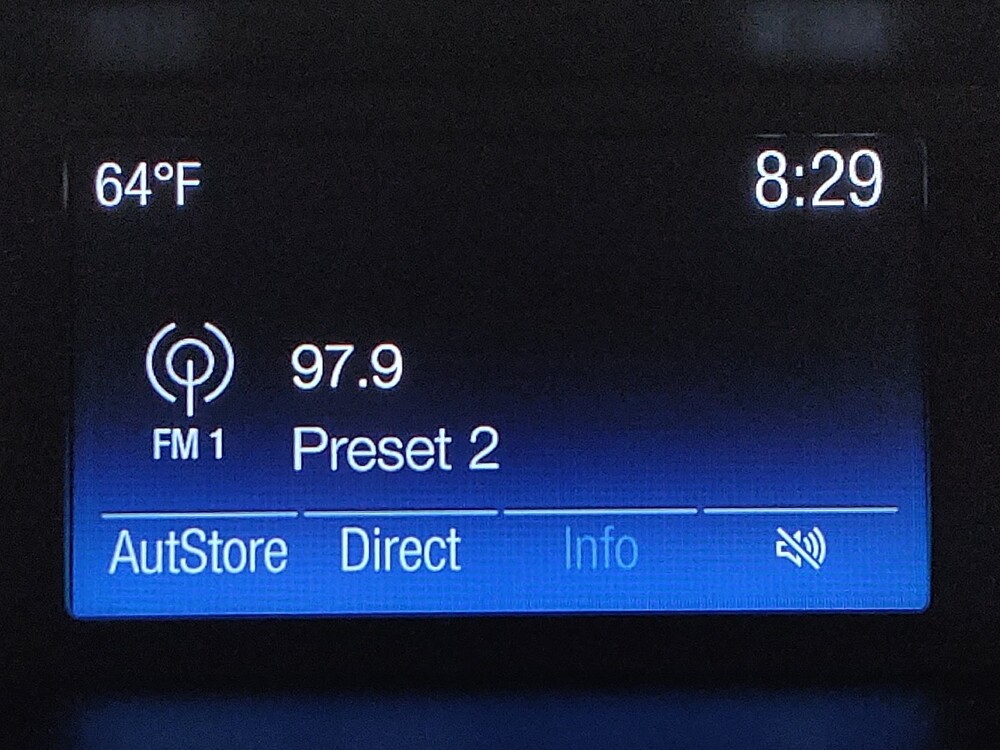 64°F 8:29
97.9
FM 1 Preset 2
AutStore Direct Info